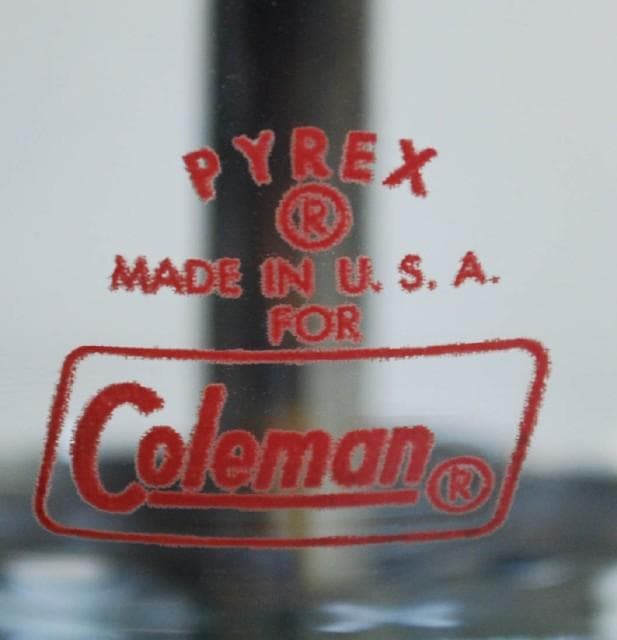 PYREX
®
MADE IN U. S. A.
FOR
Coleman ®